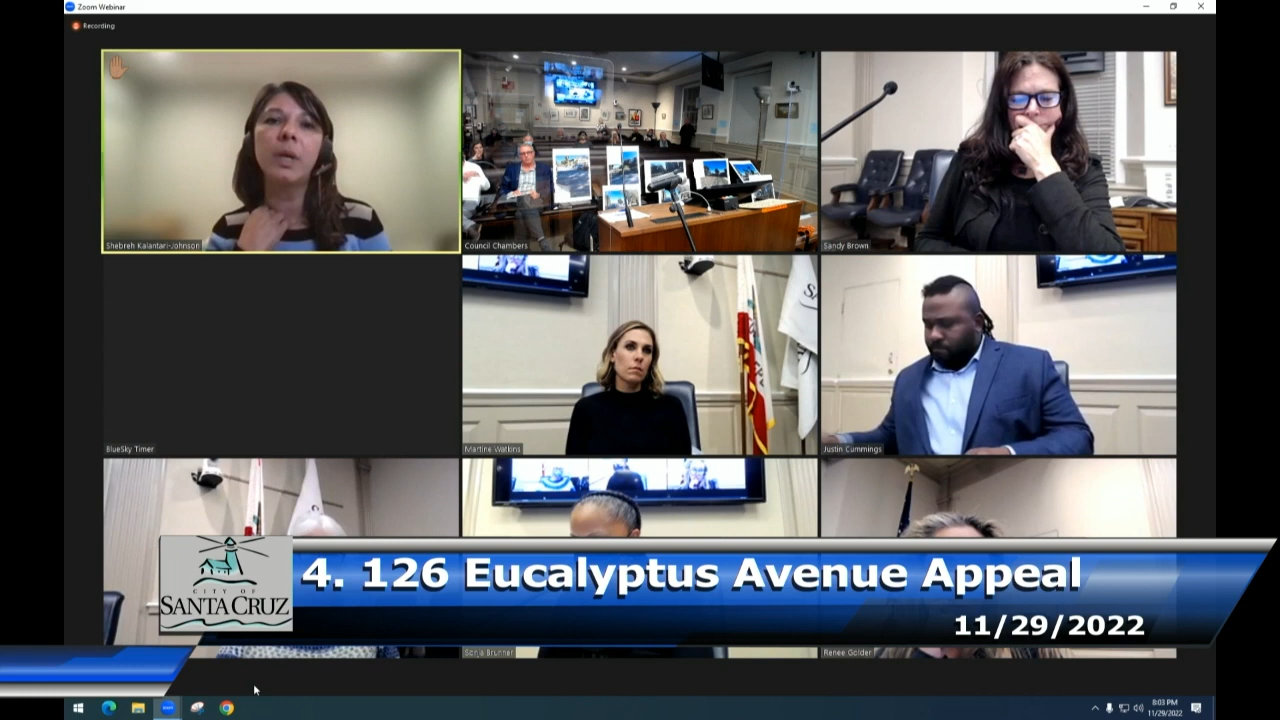 Zoom Webinar
Recording
Shebreh Kalantari-Johnson
Council Chambers
Sandy Brown
BlueSky Timer
Martine Watkins
Justin Cummings
CITY OF
SANTA CRUZ
4. 126 Eucalyptus Avenue Appeal
11/29/2022
Sonja Brunner
Renee Golder
8:03 PM
11/29/2022